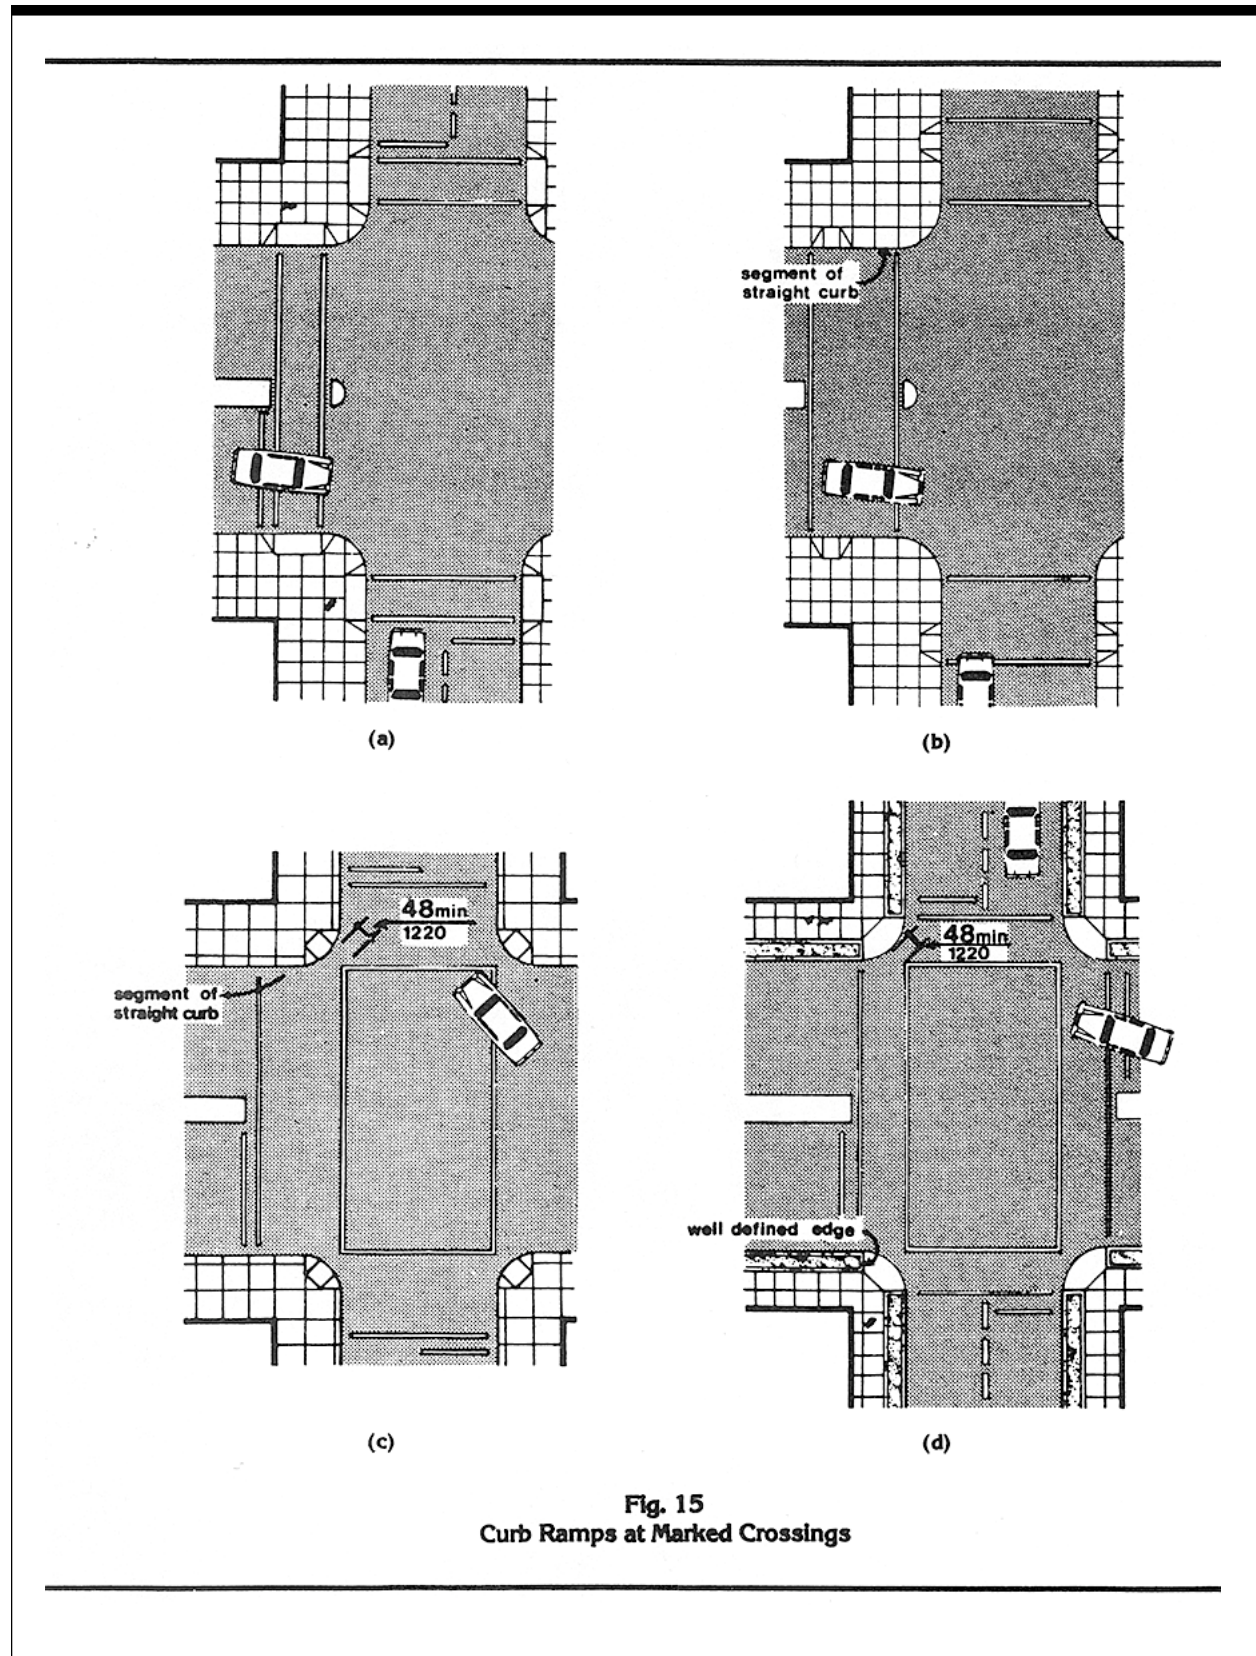 segment of
straight curb
(a)
(b)
48min
1220
segment of
straight curb
48min
1220
well defined edge
(c)
(d)
Fig. 15
Curb Ramps at Marked Crossings